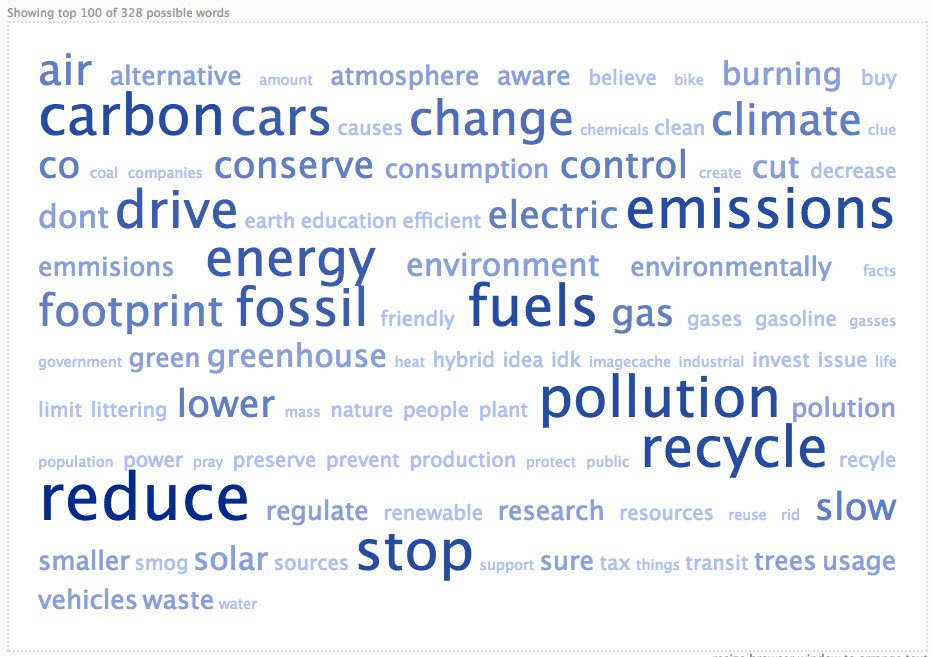 Showing top 100 of 328 possible words
air alternative amount atmosphere aware believe bike burning buy
carbon cars causes change chemicals clean climate clue
co coal companies conserve consumption control create cut decrease
dont drive earth education efficient electric emissions
emmisions energy environment environmentally facts
footprint fossil friendly fuels gas gases gasoline gasses
government green greenhouse heat hybrid idea idk imagecache industrial invest issue life
limit littering lower mass nature people plant pollution polution
population power pray preserve prevent production protect public recycle recyle
reduce regulate renewable research resources reuse rid slow
smaller smog solar sources stop support sure tax things transit trees usage
vehicles waste water